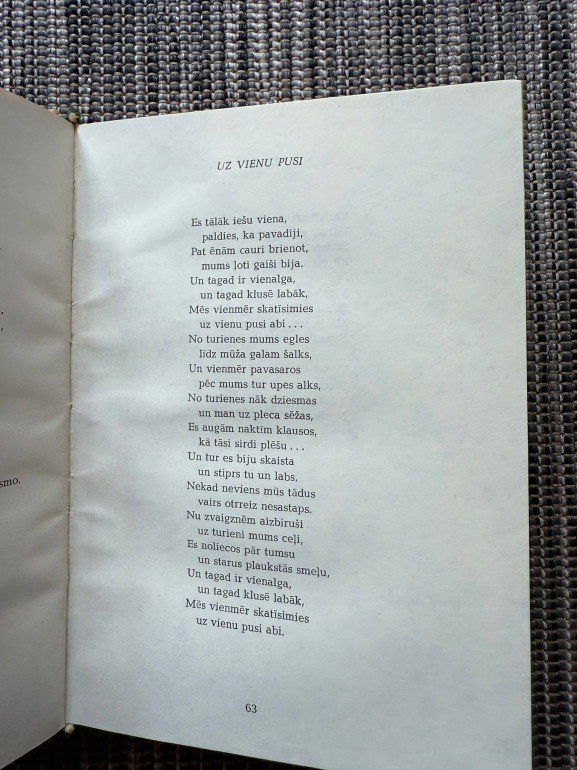 smo.
UZ VIENU PUSI
Es tālāk iešu viena,
paldies, ka pavadīji,
Pat ēnām cauri brienot,
mums ļoti gaiši bija.
Un tagad ir vienalga,
un tagad klusē labāk,
Mēs vienmēr skatīsimies
uz vienu pusi abi . . .
No turienes mums egles
līdz mūža galam šalks,
Un vienmēr pavasaros
pēc mums tur upes alks,
No turienes nāk dziesmas
un man uz pleca sēžas,
Es augām naktīm klausos,
kā tāsi sirdi plēšu . . .
Un tur es biju skaista
un stiprs tu un labs,
Nekad neviens mūs tādus
vairs otrreiz nesastaps.
Nu zvaigznēm aizbiruši
uz turieni mums ceļi,
Es noliecos pār tumsu
un starus plaukstās smeļu,
Un tagad ir vienalga,
un tagad klusē labāk,
Mēs vienmēr skatīsimies
uz vienu pusi abi.
63